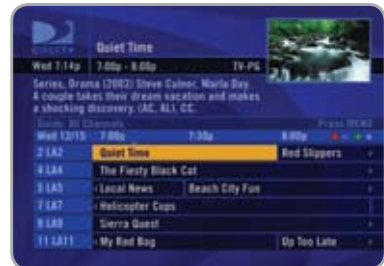 DIRECTV
Quiet Time
Wed 7:14p 7:00p - 8:00p TV-PG
Series, Drama (2002) Steve Culner, Marla Day.
A couple takes their dream vacation and makes
a shocking discovery. (AC, AL), CC.
Guide: All Channels Press MENU
Wed 12/15 7:00p 7:30p 8:00p
2 LA2 Quiet Time Red Slippers
4 LA4 The Fiesty Black Cat
5 LA5 Local News Beach City Fun
7 LA7 Helicopter Cops
9 LA9 Sierra Quest
11 LA11 My Red Bag Up Too Late